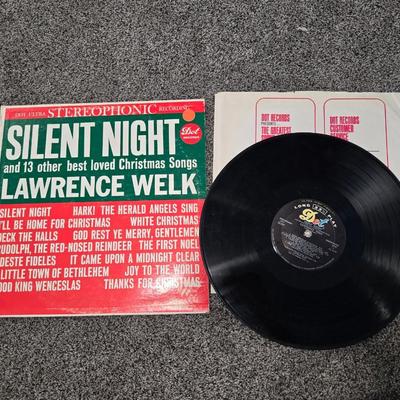 DOT ULTRA STEREOPHONIC RECORDING
Dot
RECORDS
SILENT NIGHT
and 13 other best loved Christmas Songs
LAWRENCE WELK
SILENT NIGHT HARK! THE HERALD ANGELS SING
I'LL BE HOME FOR CHRISTMAS WHITE CHRISTMAS
DECK THE HALLS GOD REST YE MERRY, GENTLEMEN
RUDOLPH, THE RED-NOSED REINDEER THE FIRST NOEL
ADESTE FIDELES IT CAME UPON A MIDNIGHT CLEAR
LITTLE TOWN OF BETHLEHEM JOY TO THE WORLD
GOOD KING WENCESLAS THANKS FOR CHRISTMAS
DOT RECORDS
PRESENTS
THE GREATEST
DOT RECORDS
CUSTOMER
LONG PLAY
Dot